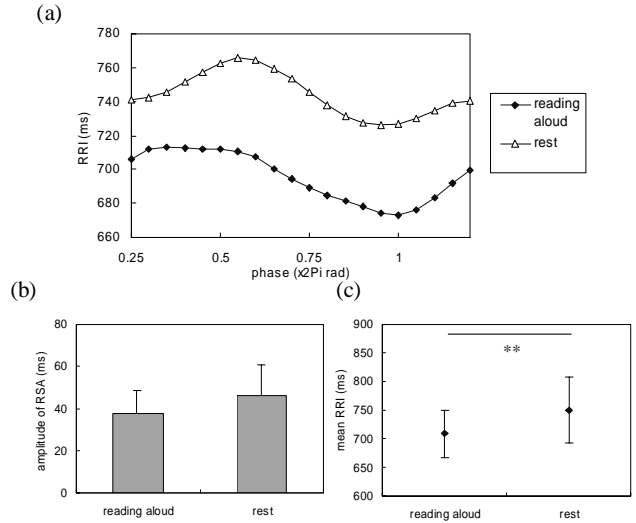 (a)
780
760
740
720
700
680
660
RRI (ms)
0.25
0.5
0.75
1
phase (x2Pi rad)
reading
aloud
rest
(b)
80
60
40
20
0
amplitude of RSA (ms)
reading aloud
rest
(c)
900
850
800
750
700
650
600
mean RRI (ms)
**
reading aloud
rest